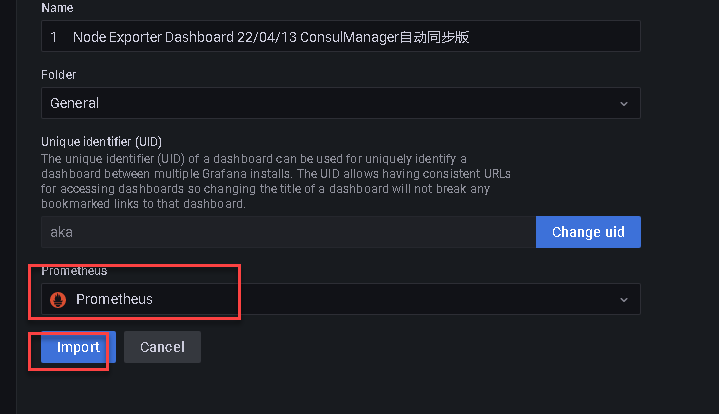 Name
1 Node Exporter Dashboard 22/04/13 ConsulManager自动同步版
Folder
General
Unique identifier (UID)
The unique identifier (UID) of a dashboard can be used for uniquely identify a
dashboard between multiple Grafana installs. The UID allows having consistent URLs
for accessing dashboards so changing the title of a dashboard will not break any
bookmarked links to that dashboard.
aka
Change uid
Prometheus
Prometheus
Import
Cancel